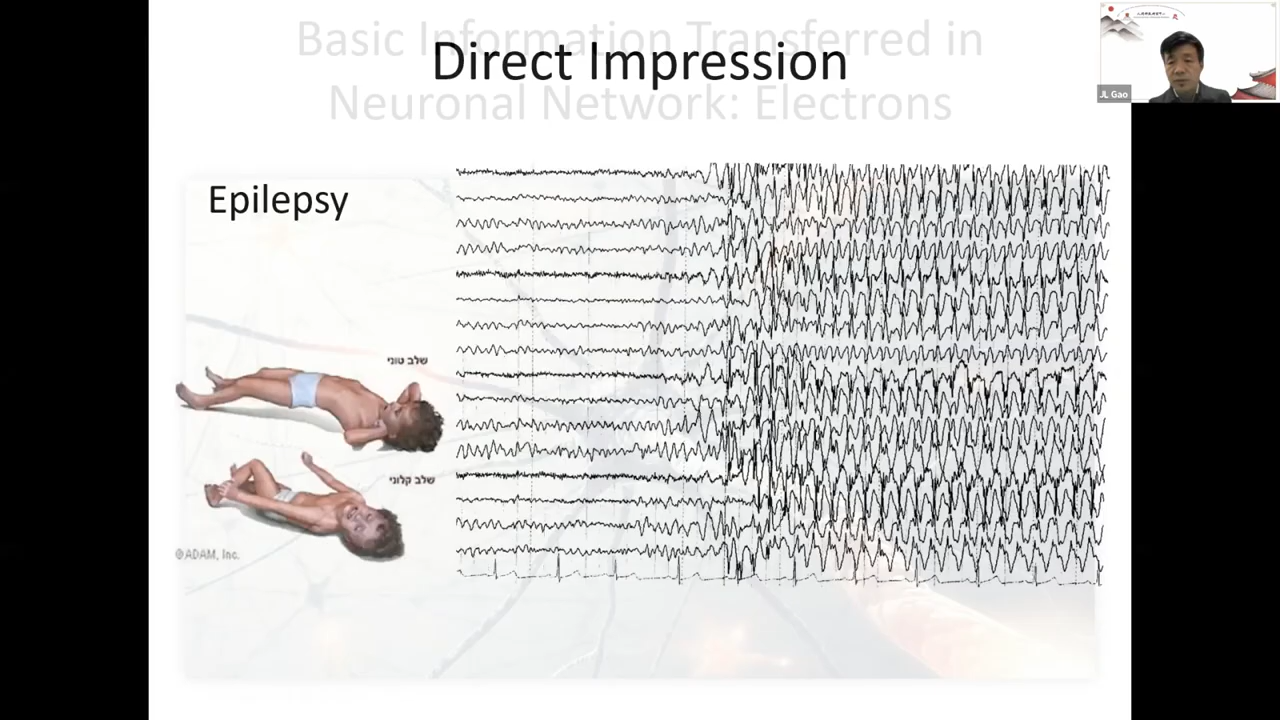 Basic Information Transferred in
Direct Impression
Neuronal Network: Electrons
JL Gao
Epilepsy
שלב טוני
שלב קלוני
©ADAM, Inc.